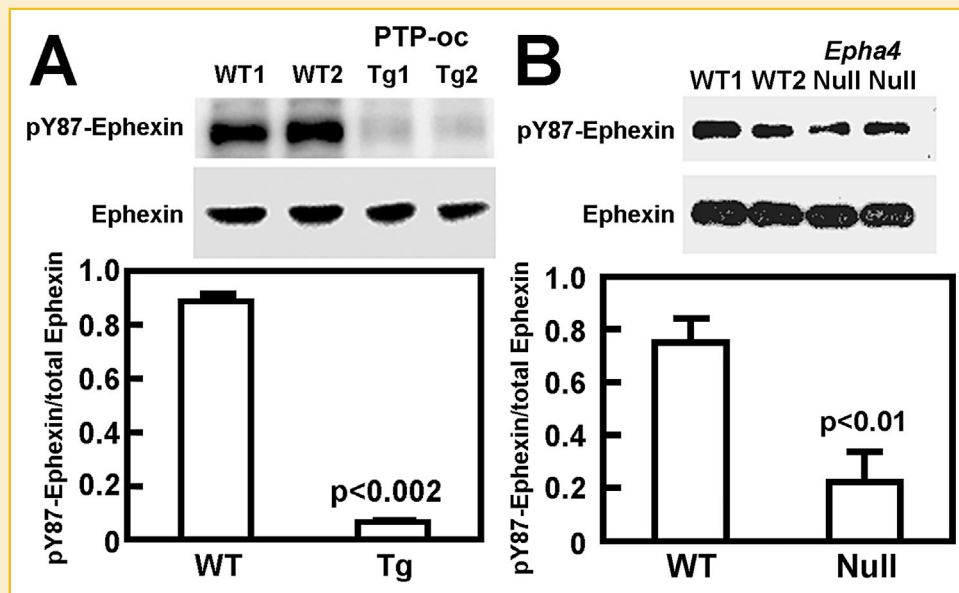 A
PTP-oc
WT1 WT2 Tg1 Tg2
pY87-Ephexin
Ephexin
pY87-Ephexin/total Ephexin
1.0
0.8
0.6
0.4
0.2
0
p<0.002
WT Tg
B
Epha4
WT1 WT2 Null Null
pY87-Ephexin
Ephexin
pY87-Ephexin/total Ephexin
1.0
0.8
0.6
0.4
0.2
0
p<0.01
WT Null